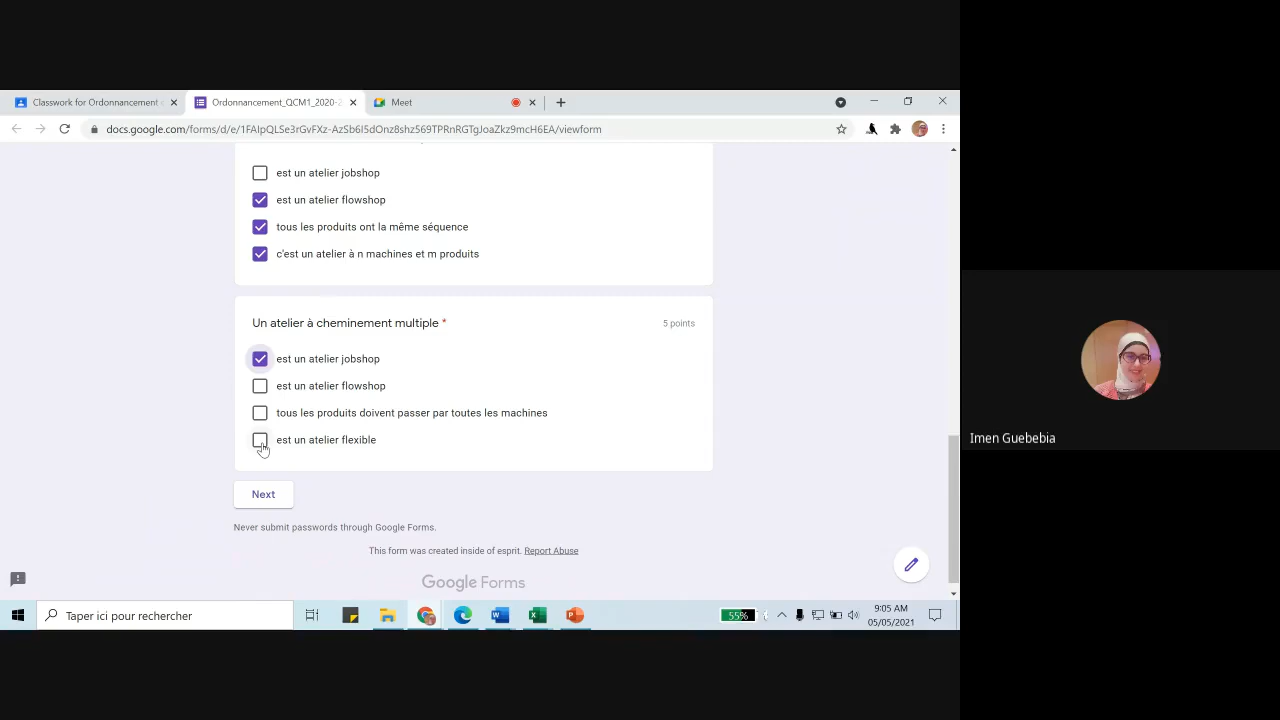 Classwork for Ordonnancement
Ordonnancement_QCM1_2020-2
Meet
docs.google.com/forms/d/e/1FAIpQLSe3rGvFXz-AzSb6I5dOnz8shz569TPRnRGTgJoaZkz9mcH6EA/viewform
est un atelier jobshop
est un atelier flowshop
tous les produits ont la même séquence
c'est un atelier à n machines et m produits
Un atelier à cheminement multiple *
5 points
est un atelier jobshop
est un atelier flowshop
tous les produits doivent passer par toutes les machines
est un atelier flexible
Next
Never submit passwords through Google Forms.
This form was created inside of esprit. Report Abuse
Google Forms
Imen Guebebia
Taper ici pour rechercher
55%
9:05 AM
05/05/2021